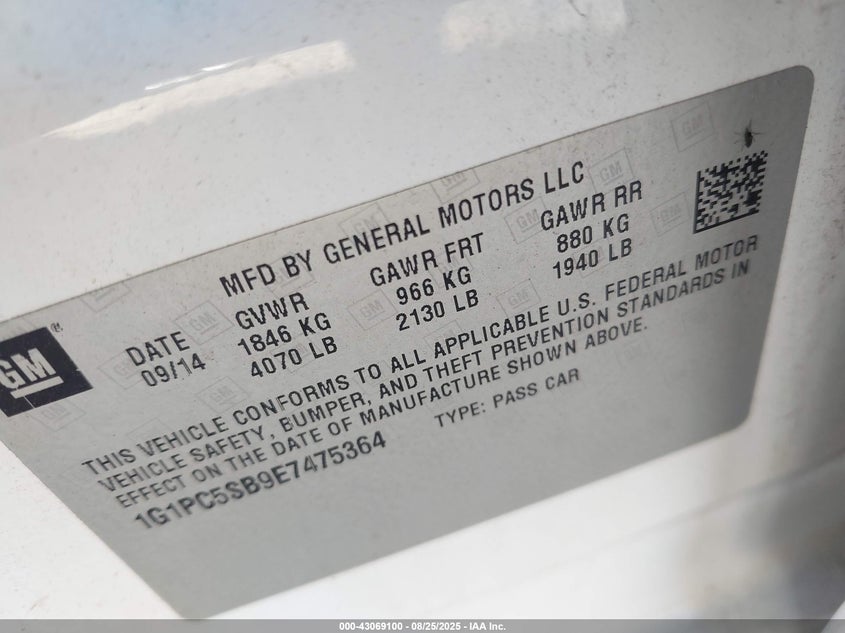 MFD BY GENERAL MOTORS LLC
DATE GVWR GAWR FRT GAWR RR
09/14 1846 KG 966 KG 880 KG
4070 LB 2130 LB 1940 LB
THIS VEHICLE CONFORMS TO ALL APPLICABLE U.S. FEDERAL MOTOR
VEHICLE SAFETY, BUMPER, AND THEFT PREVENTION STANDARDS IN
EFFECT ON THE DATE OF MANUFACTURE SHOWN ABOVE.
1G1PC5SB9E7475364 TYPE: PASS CAR
GM®
000-43069100 - 08/25/2025 - IAA Inc.